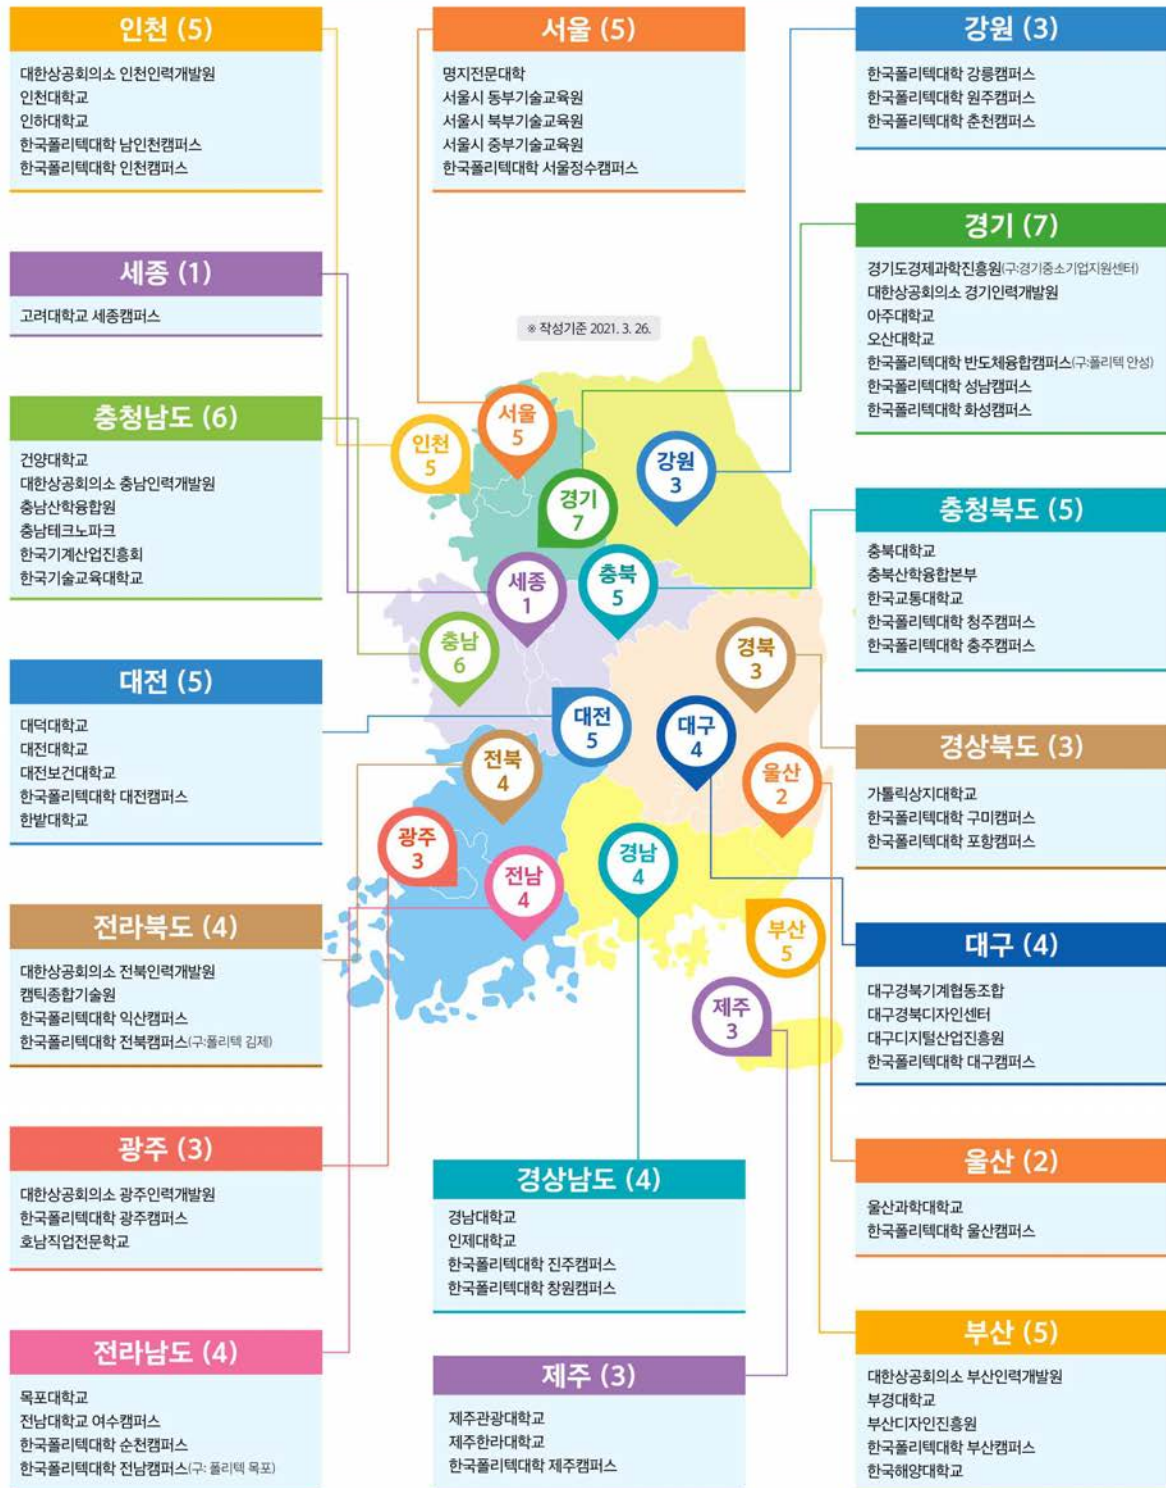 인천 (5)
대한상공회의소 인천인력개발원
인천대학교
인하대학교
한국폴리텍대학 남인천캠퍼스
한국폴리텍대학 인천캠퍼스
서울 (5)
명지전문대학
서울시 동부기술교육원
서울시 북부기술교육원
서울시 중부기술교육원
한국폴리텍대학 서울정수캠퍼스
강원 (3)
한국폴리텍대학 강릉캠퍼스
한국폴리텍대학 원주캠퍼스
한국폴리텍대학 춘천캠퍼스
세종 (1)
고려대학교 세종캠퍼스
경기 (7)
경기도경제과학진흥원(구:경기중소기업지원센터)
대한상공회의소 경기인력개발원
아주대학교
오산대학교
한국폴리텍대학 반도체융합캠퍼스(구:폴리텍 안성)
한국폴리텍대학 성남캠퍼스
한국폴리텍대학 화성캠퍼스
※ 작성기준 2021. 3. 26.
충청남도 (6)
건양대학교
대한상공회의소 충남인력개발원
충남산학융합원
충남테크노파크
한국기계산업진흥회
한국기술교육대학교
서울
5
인천
5
강원
3
경기
7
세종
1
충북
5
충남
6
경북
3
대전
5
대구
4
전북
4
울산
2
광주
3
경남
4
전남
4
부산
5
제주
3
충청북도 (5)
충북대학교
충북산학융합본부
한국교통대학교
한국폴리텍대학 청주캠퍼스
한국폴리텍대학 충주캠퍼스
대전 (5)
대덕대학교
대전대학교
대전보건대학교
한국폴리텍대학 대전캠퍼스
한밭대학교
경상북도 (3)
가톨릭상지대학교
한국폴리텍대학 구미캠퍼스
한국폴리텍대학 포항캠퍼스
전라북도 (4)
대한상공회의소 전북인력개발원
캠틱종합기술원
한국폴리텍대학 익산캠퍼스
한국폴리텍대학 전북캠퍼스(구:폴리텍 김제)
대구 (4)
대구경북기계협동조합
대구경북디자인센터
대구디지털산업진흥원
한국폴리텍대학 대구캠퍼스
광주 (3)
대한상공회의소 광주인력개발원
한국폴리텍대학 광주캠퍼스
호남직업전문학교
경상남도 (4)
경남대학교
인제대학교
한국폴리텍대학 진주캠퍼스
한국폴리텍대학 창원캠퍼스
울산 (2)
울산과학대학교
한국폴리텍대학 울산캠퍼스
전라남도 (4)
목포대학교
전남대학교 여수캠퍼스
한국폴리텍대학 순천캠퍼스
한국폴리텍대학 전남캠퍼스(구: 폴리텍 목포)
제주 (3)
제주관광대학교
제주한라대학교
한국폴리텍대학 제주캠퍼스
부산 (5)
대한상공회의소 부산인력개발원
부경대학교
부산디자인진흥원
한국폴리텍대학 부산캠퍼스
한국해양대학교